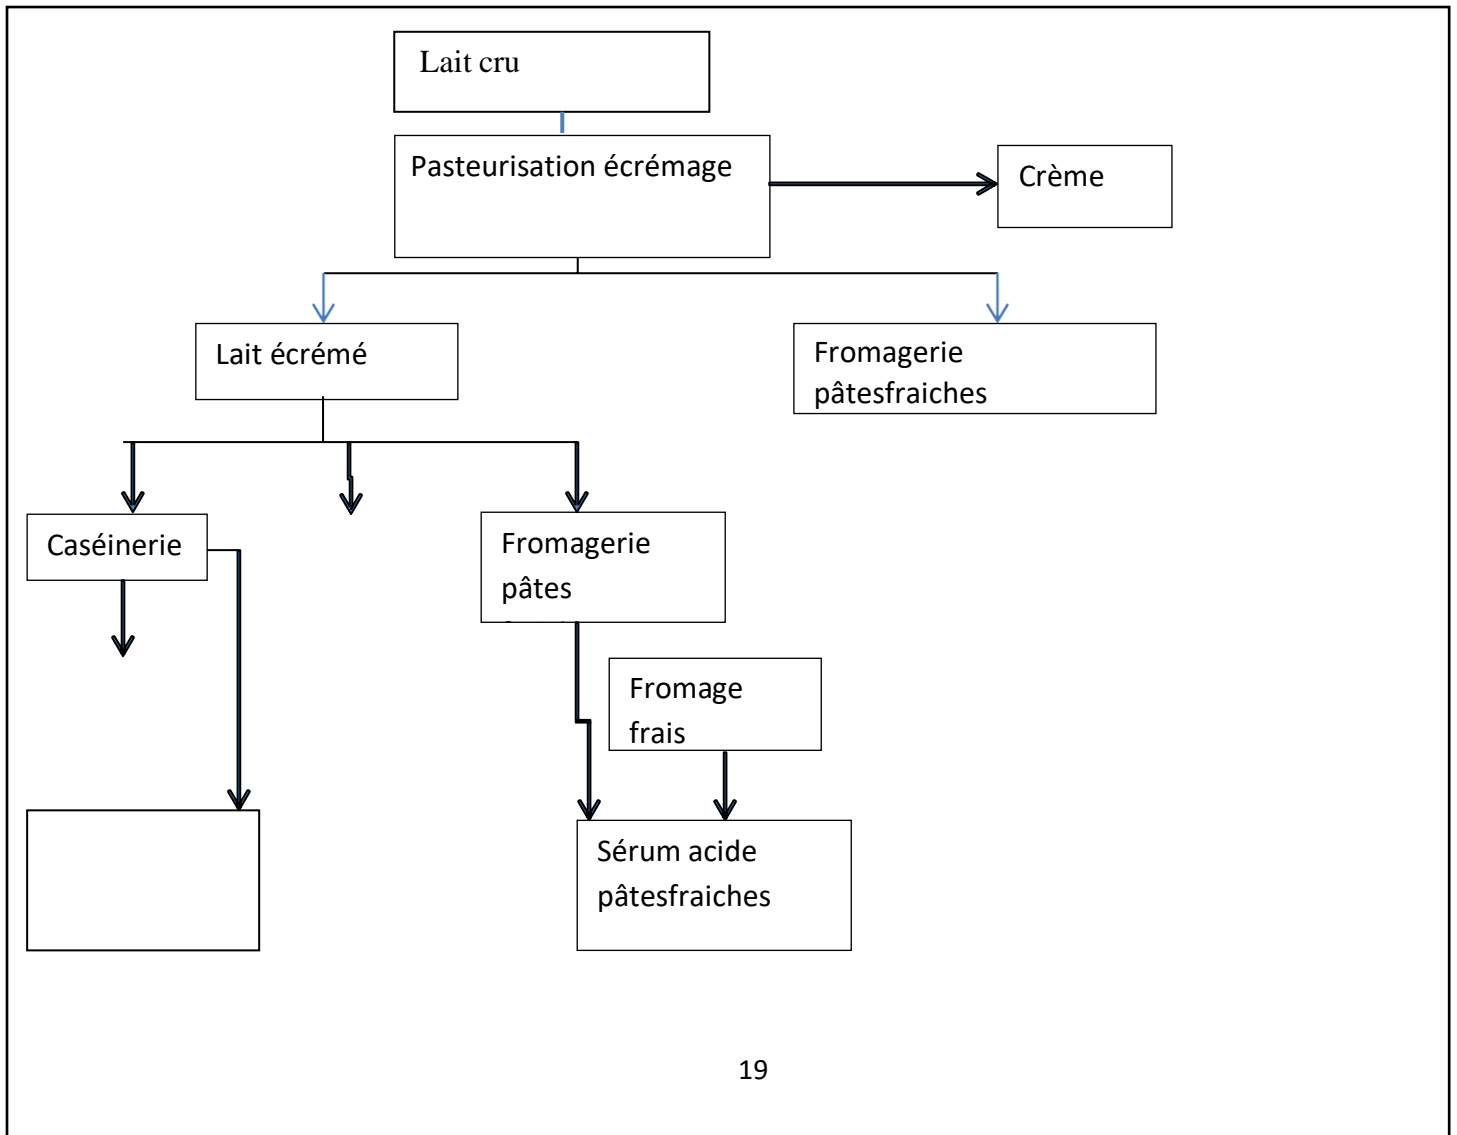 Lait cru
Pasteurisation écrémage
Crème
Lait écrémé
Fromagerie
pâtesfraiches
Caséinerie
Fromagerie
pâtes
Fromage
frais
Sérum acide
pâtesfraiches
19